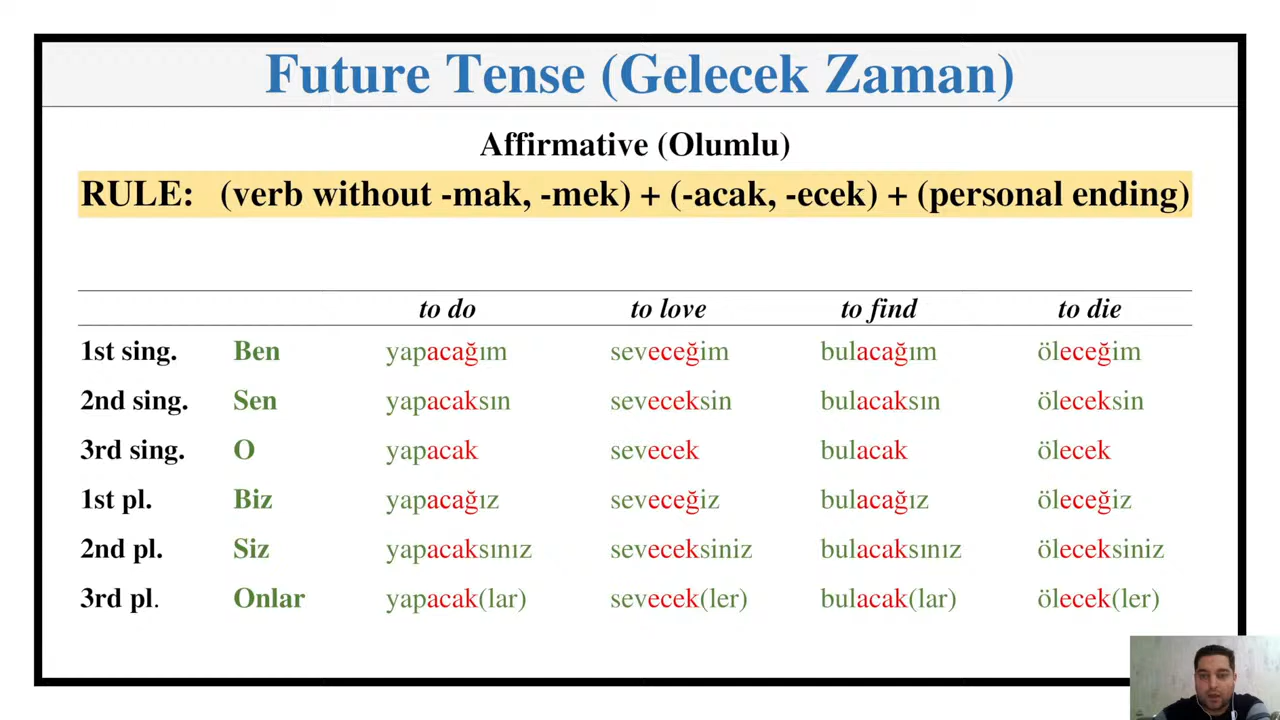 Future Tense (Gelecek Zaman)
Affirmative (Olumlu)
RULE: (verb without -mak, -mek) + (-acak, -ecek) + (personal ending)
to do to love to find to die
1st sing. Ben yapacağım seveceğim bulacağım öleceğim
2nd sing. Sen yapacaksın seveceksin bulacaksın öleceksin
3rd sing. O yapacak sevecek bulacak ölecek
1st pl. Biz yapacağız seveceğiz bulacağız öleceğiz
2nd pl. Siz yapacaksınız seveceksiniz bulacaksınız öleceksiniz
3rd pl. Onlar yapacak(lar) sevecek(ler) bulacak(lar) ölecek(ler)